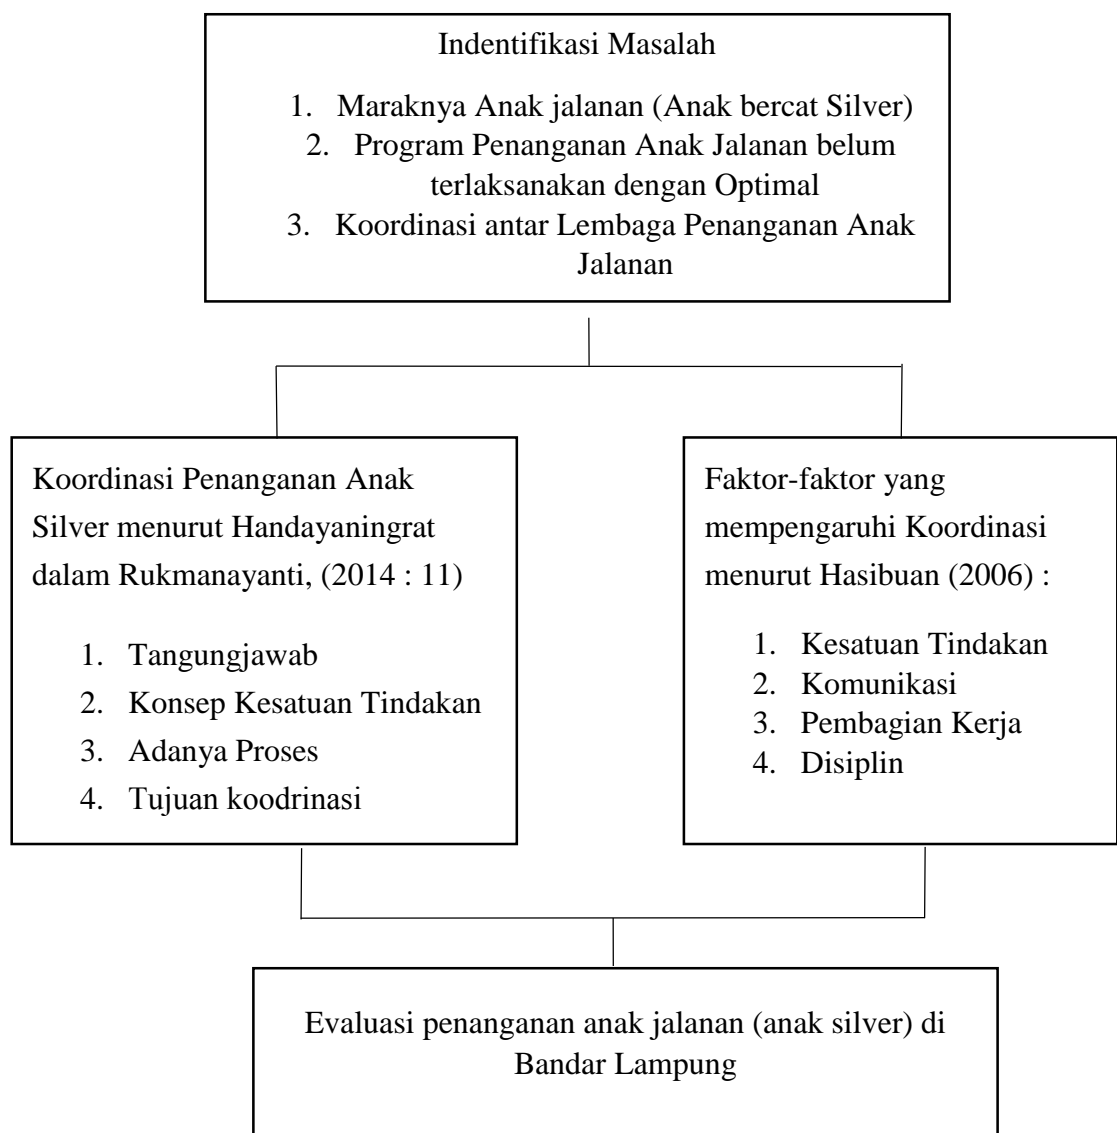 Indentifikasi Masalah
1. Maraknya Anak jalanan (Anak bercat Silver)
2. Program Penanganan Anak Jalanan belum
terlaksanakan dengan Optimal
3. Koordinasi antar Lembaga Penanganan Anak
Jalanan
Koordinasi Penanganan Anak
Silver menurut Handayaningrat
dalam Rukmanayanti, (2014 : 11)
1. Tangungjawab
2. Konsep Kesatuan Tindakan
3. Adanya Proses
4. Tujuan koodrinasi
Faktor-faktor yang
mempengaruhi Koordinasi
menurut Hasibuan (2006) :
1. Kesatuan Tindakan
2. Komunikasi
3. Pembagian Kerja
4. Disiplin
Evaluasi penanganan anak jalanan (anak silver) di
Bandar Lampung